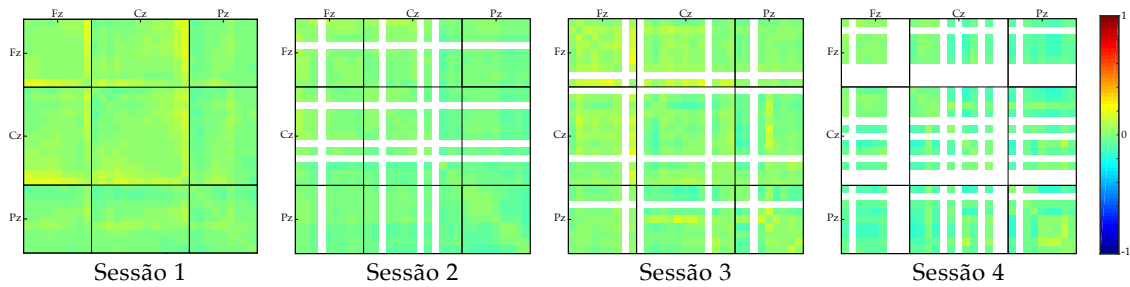 Fz Cz Pz
Fz Cz Pz
Fz Cz Pz
Fz Cz Pz
1
Fz
Fz
Fz
Fz
Cz
Cz
Cz
Cz
0
Pz
Pz
Pz
Pz
-1
Sessão 1
Sessão 2
Sessão 3
Sessão 4